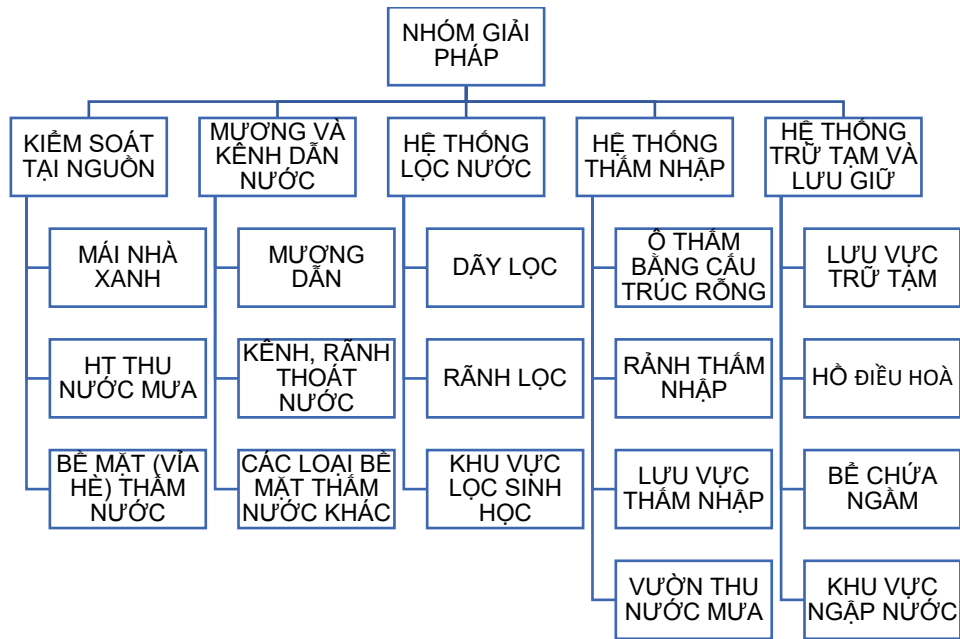 NHÓM GIẢI
PHÁP
KIỂM SOÁT
TẠI NGUỒN
MÁI NHÀ
XANH
HT THU
NƯỚC MƯA
BỀ MẶT (VỈA
HÈ) THẤM
NƯỚC
MƯƠNG VÀ
KÊNH DẪN
NƯỚC
MƯƠNG
DẪN
KÊNH, RÃNH
THOÁT
NƯỚC
CÁC LOẠI BỀ
MẶT THẤM
NƯỚC KHÁC
HỆ THỐNG
LỌC NƯỚC
DÃY LỌC
RÃNH LỌC
KHU VỰC
LỌC SINH
HỌC
HỆ THỐNG
THẤM NHẬP
Ô THẤM
BẰNG CẤU
TRÚC RỖNG
RẢNH THẤM
NHẬP
LƯU VỰC
THẤM NHẬP
VƯỜN THU
NƯỚC MƯA
HỆ THỐNG
TRỮ TẠM VÀ
LƯU GIỮ
LƯU VỰC
TRỮ TẠM
HỒ ĐIỀU HOÀ
BỂ CHỨA
NGẦM
KHU VỰC
NGẬP NƯỚC